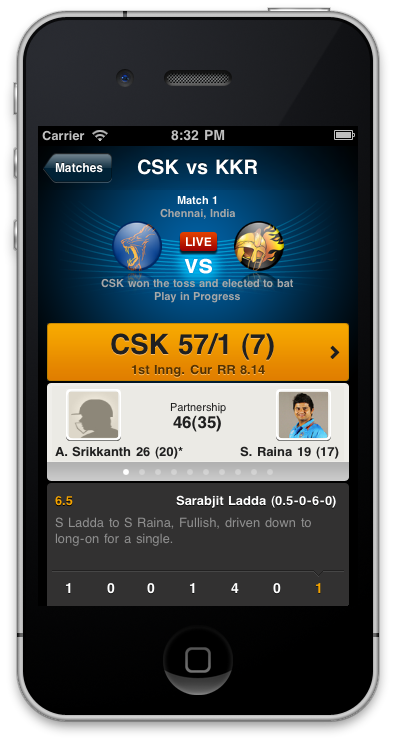 Carrier 8:32 PM
Matches CSK vs KKR
Match 1
Chennai, India
LIVE
VS
CSK won the toss and elected to bat
Play in Progress
CSK 57/1 (7)
1st Inng. Cur RR 8.14
Partnership
46(35)
A. Srikkanth 26 (20)* S. Raina 19 (17)
6.5 Sarabjit Ladda (0.5-0-6-0)
S Ladda to S Raina, Fullish, driven down to
long-on for a single.
1 0 0 1 4 0 1